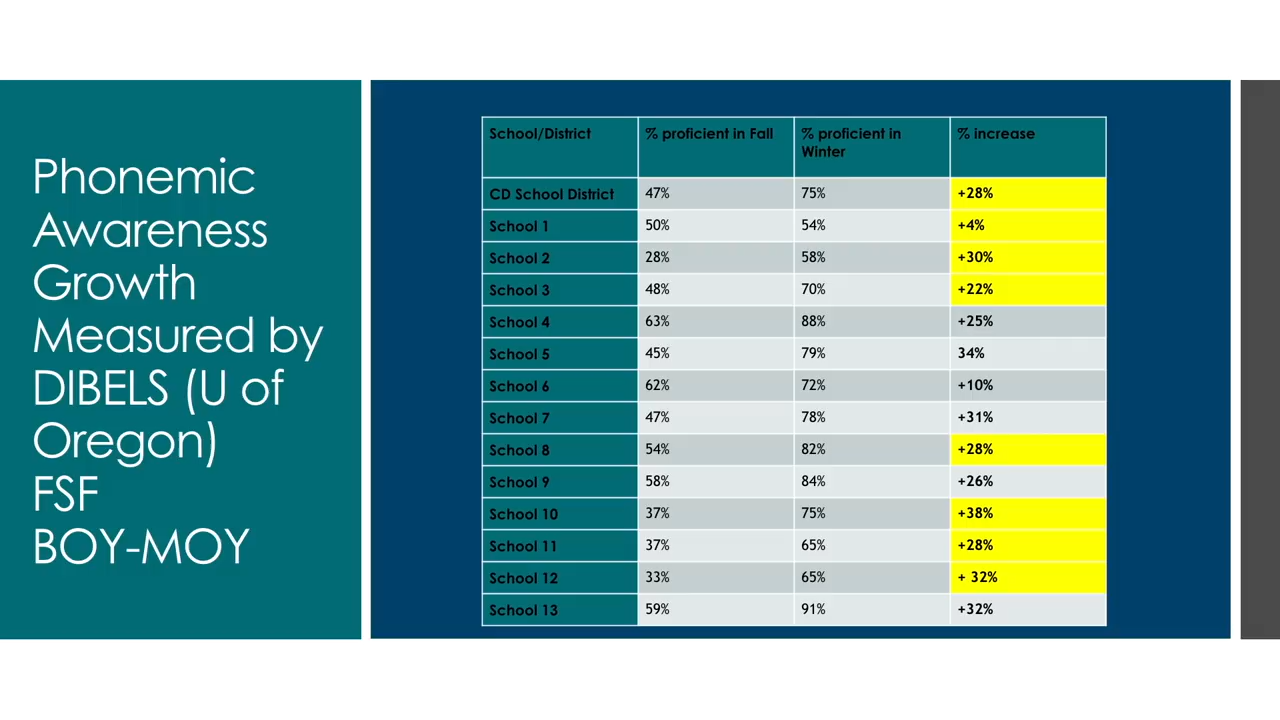 Phonemic
Awareness
Growth
Measured by
DIBELS (U of
Oregon)
FSF
BOY-MOY
School/District % proficient in Fall % proficient in Winter % increase
CD School District 47% 75% +28%
School 1 50% 54% +4%
School 2 28% 58% +30%
School 3 48% 70% +22%
School 4 63% 88% +25%
School 5 45% 79% 34%
School 6 62% 72% +10%
School 7 47% 78% +31%
School 8 54% 82% +28%
School 9 58% 84% +26%
School 10 37% 75% +38%
School 11 37% 65% +28%
School 12 33% 65% + 32%
School 13 59% 91% +32%